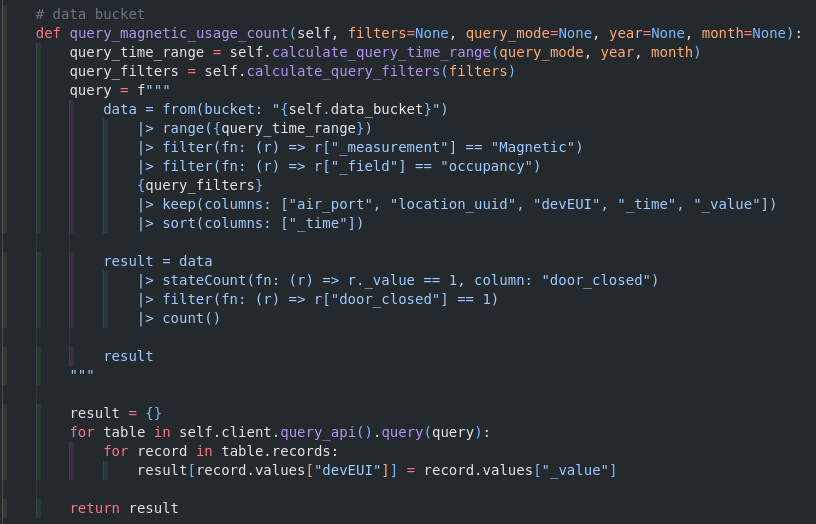 # data bucket
def query_magnetic_usage_count(self, filters=None, query_mode=None, year=None, month=None):
query_time_range = self.calculate_query_time_range(query_mode, year, month)
query_filters = self.calculate_query_filters(filters)
query = f"""
data = from(bucket: "{self.data_bucket}")
|> range({query_time_range})
|> filter(fn: (r) => r["_measurement"] == "Magnetic")
|> filter(fn: (r) => r["_field"] == "occupancy")
{query_filters}
|> keep(columns: ["air_port", "location_uuid", "devEUI", "_time", "_value"])
|> sort(columns: ["_time"])
result = data
|> stateCount(fn: (r) => r._value == 1, column: "door_closed")
|> filter(fn: (r) => r["door_closed"] == 1)
|> count()
result
"""
result = {}
for table in self.client.query_api().query(query):
for record in table.records:
result[record.values["devEUI"]] = record.values["_value"]
return result